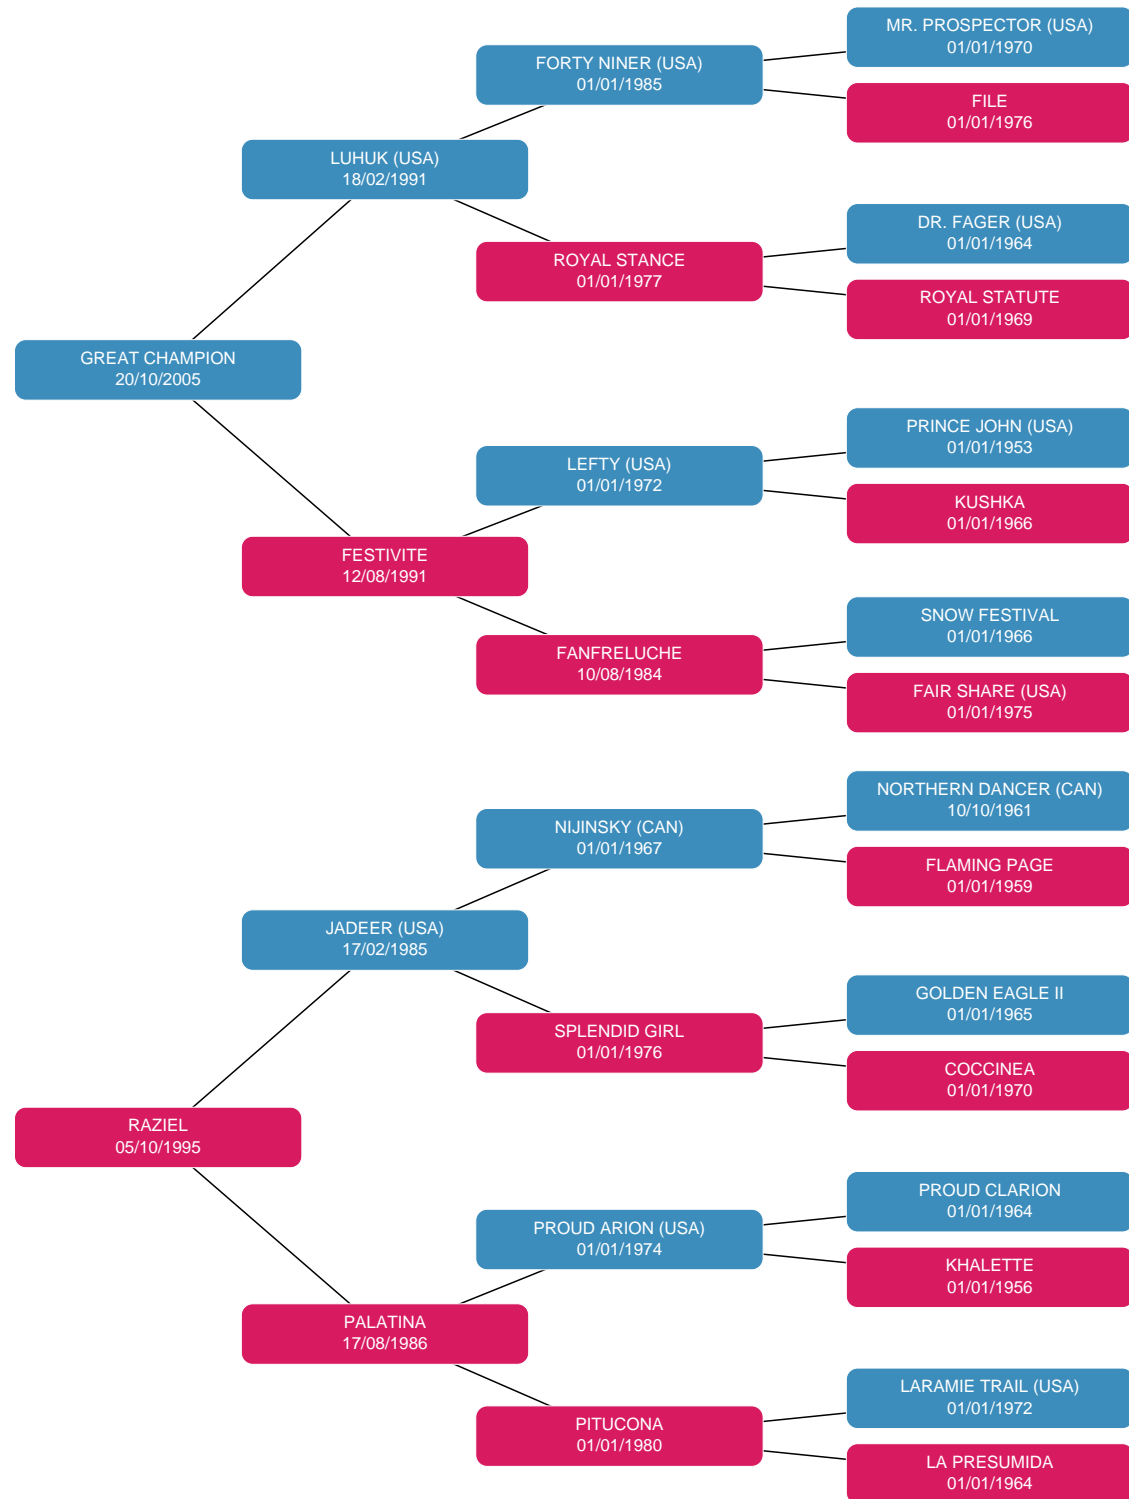 MR. PROSPECTOR (USA)
01/01/1970
FORTY NINER (USA)
01/01/1985
FILE
01/01/1976
LUHUK (USA)
18/02/1991
DR. FAGER (USA)
01/01/1964
ROYAL STANCE
01/01/1977
ROYAL STATUTE
01/01/1969
GREAT CHAMPION
20/10/2005
PRINCE JOHN (USA)
01/01/1953
LEFTY (USA)
01/01/1972
KUSHKA
01/01/1966
FESTIVITE
12/08/1991
SNOW FESTIVAL
01/01/1966
FANFRELUCHE
10/08/1984
FAIR SHARE (USA)
01/01/1975
NORTHERN DANCER (CAN)
10/10/1961
NIJINSKY (CAN)
01/01/1967
FLAMING PAGE
01/01/1959
JADEER (USA)
17/02/1985
GOLDEN EAGLE II
01/01/1965
SPLENDID GIRL
01/01/1976
COCCINEA
01/01/1970
RAZIEL
05/10/1995
PROUD CLARION
01/01/1964
PROUD ARION (USA)
01/01/1974
KHALETTE
01/01/1956
PALATINA
17/08/1986
LARAMIE TRAIL (USA)
01/01/1972
PITUCONA
01/01/1980
LA PRESUMIDA
01/01/1964